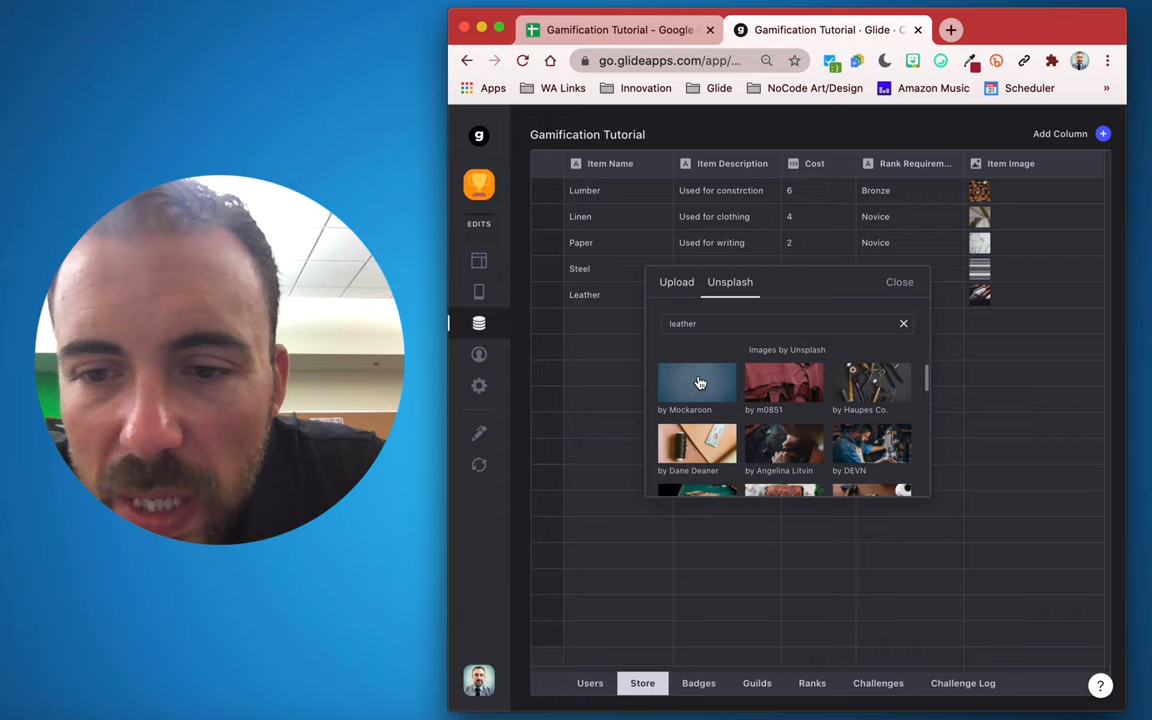 Gamification Tutorial - Google
Gamification Tutorial · Glide · C
go.glideapps.com/app/...
Apps
WA Links
Innovation
Glide
NoCode Art/Design
Amazon Music
Scheduler
»
g
Gamification Tutorial
Add Column
EDITS
Item Name
Item Description
Cost
Rank Requirem...
Item Image
Lumber
Used for constrction
6
Bronze
Linen
Used for clothing
4
Novice
Paper
Used for writing
2
Novice
Steel
Leather
Upload
Unsplash
Close
leather
Images by Unsplash
by Mockaroon
by m0851
by Haupes Co.
by Dane Deaner
by Angelina Litvin
by DEVN
Users
Store
Badges
Guilds
Ranks
Challenges
Challenge Log
?